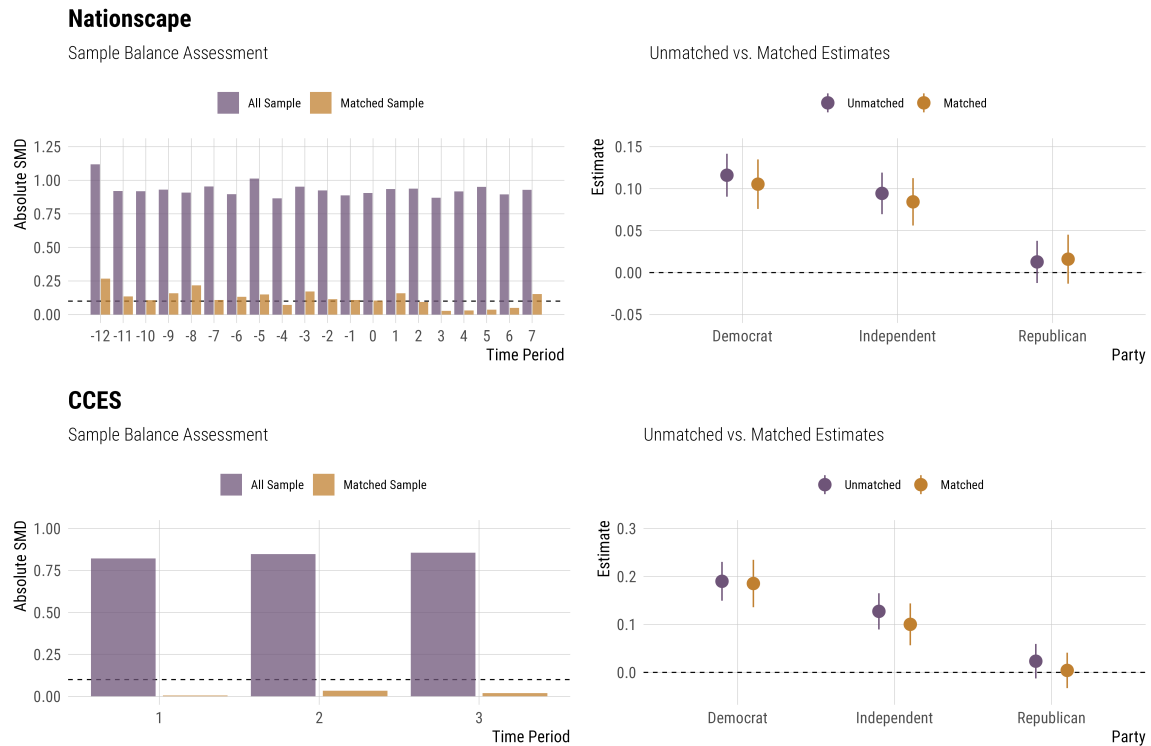 Nationscape
Sample Balance Assessment
All Sample Matched Sample
Absolute SMD
1.25
1.00
0.75
0.50
0.25
0.00
-12 -11 -10 -9 -8 -7 -6 -5 -4 -3 -2 -1 0 1 2 3 4 5 6 7
Time Period
Unmatched vs. Matched Estimates
Unmatched Matched
Estimate
0.15
0.10
0.05
0.00
-0.05
Democrat Independent Republican
Party
CCES
Sample Balance Assessment
All Sample Matched Sample
Absolute SMD
1.00
0.75
0.50
0.25
0.00
1 2 3
Time Period
Unmatched vs. Matched Estimates
Unmatched Matched
Estimate
0.3
0.2
0.1
0.0
Democrat Independent Republican
Party